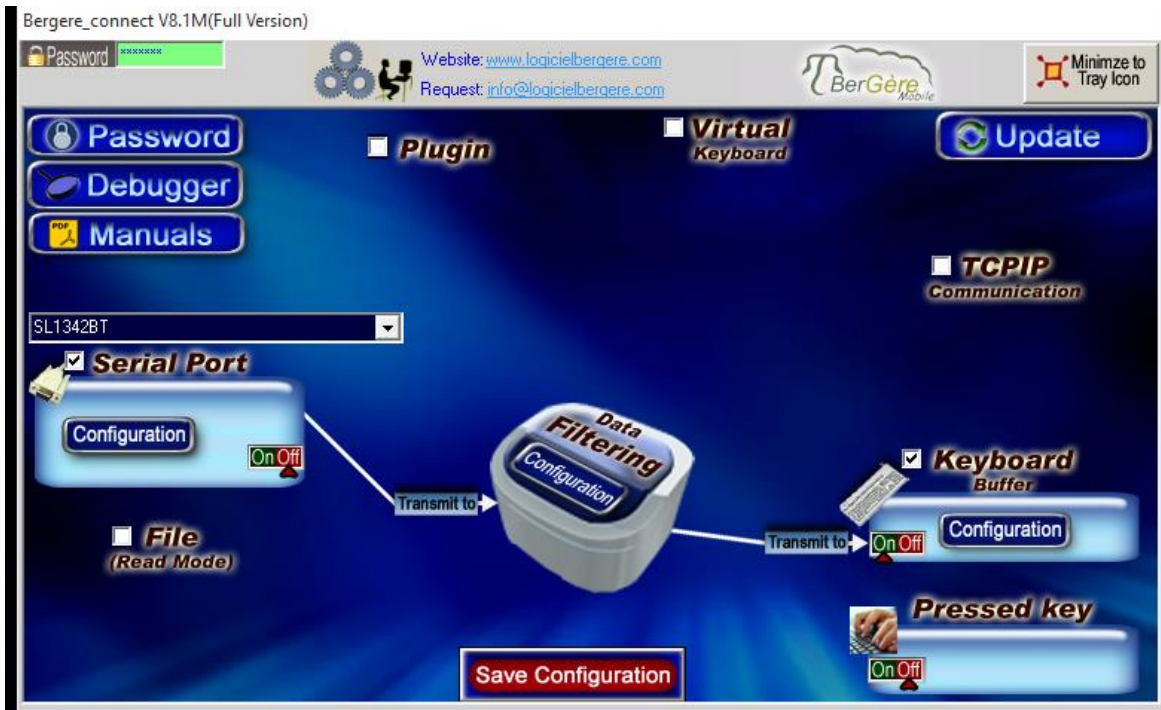 Bergere_connect V8.1M(Full Version)
Password *******
Website: www.logicielbergere.com
Request: info@logicielbergere.com
BerGère
Mobile
Minimze to
Tray Icon
Password
Debugger
Manuals
PDF
Plugin
Virtual
Keyboard
Update
TCPIP
Communication
SL1342BT
Serial Port
Configuration
On Off
File
(Read Mode)
Transmit to
Data
Filtering
Configuration
Transmit to
Keyboard
Buffer
On Off
Configuration
Pressed key
On Off
Save Configuration